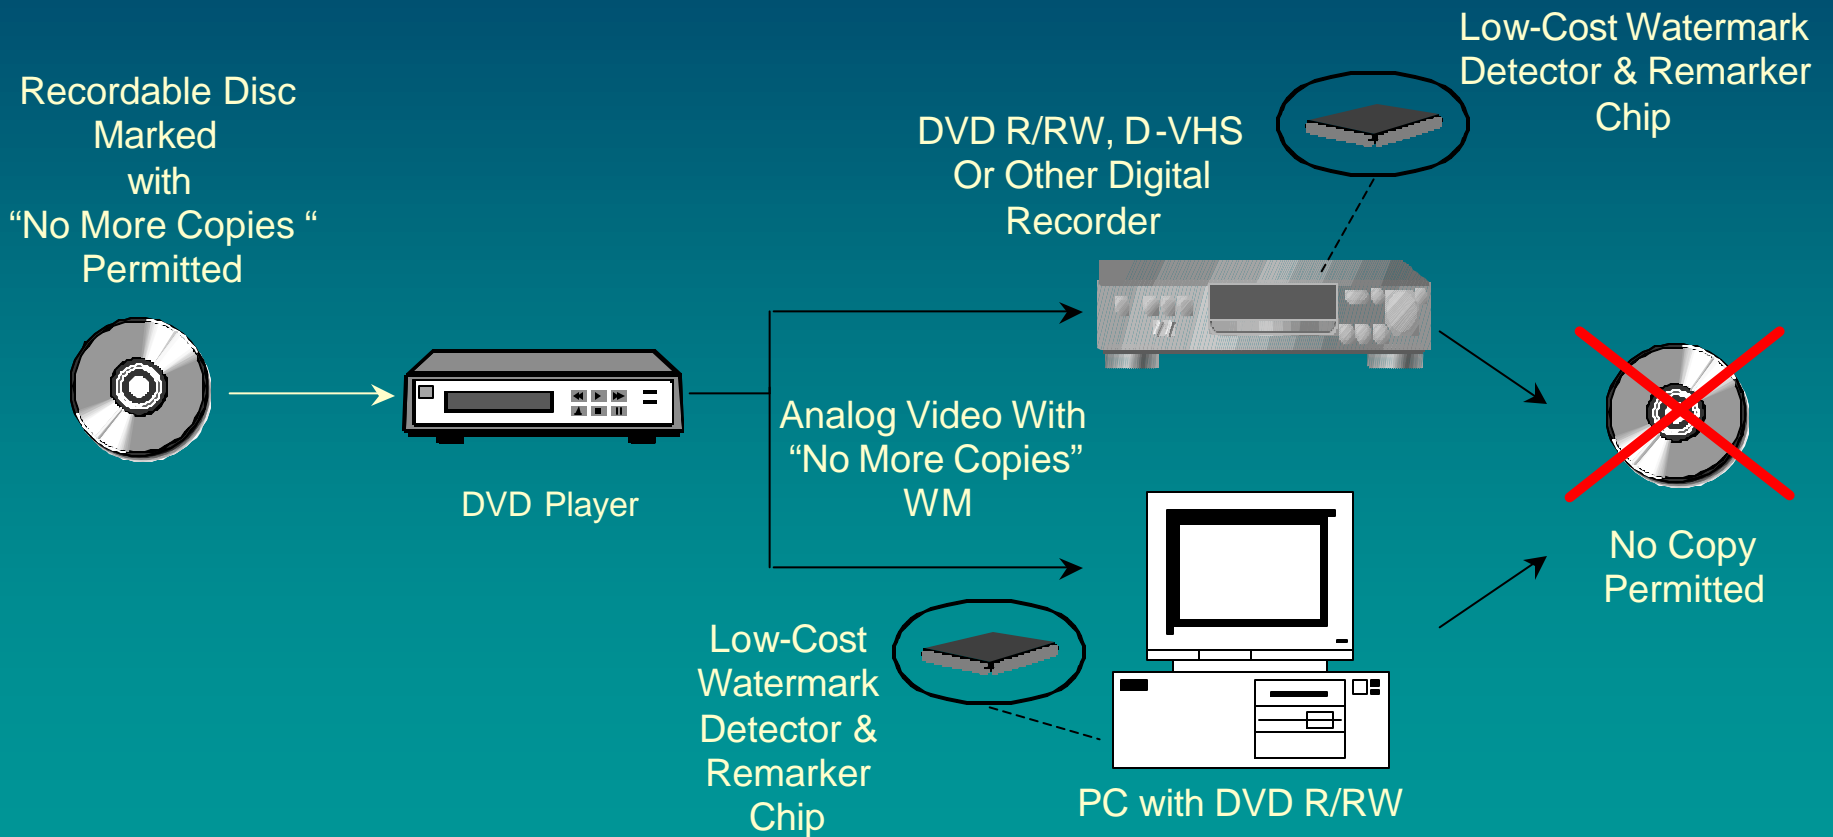 Recordable Disc
Marked
with
“No More Copies “
Permitted
DVD Player
Analog Video With
“No More Copies”
WM
DVD R/RW, D-VHS
Or Other Digital
Recorder
Low-Cost Watermark
Detector & Remarker
Chip
Low-Cost
Watermark
Detector &
Remarker
Chip
PC with DVD R/RW
No Copy
Permitted